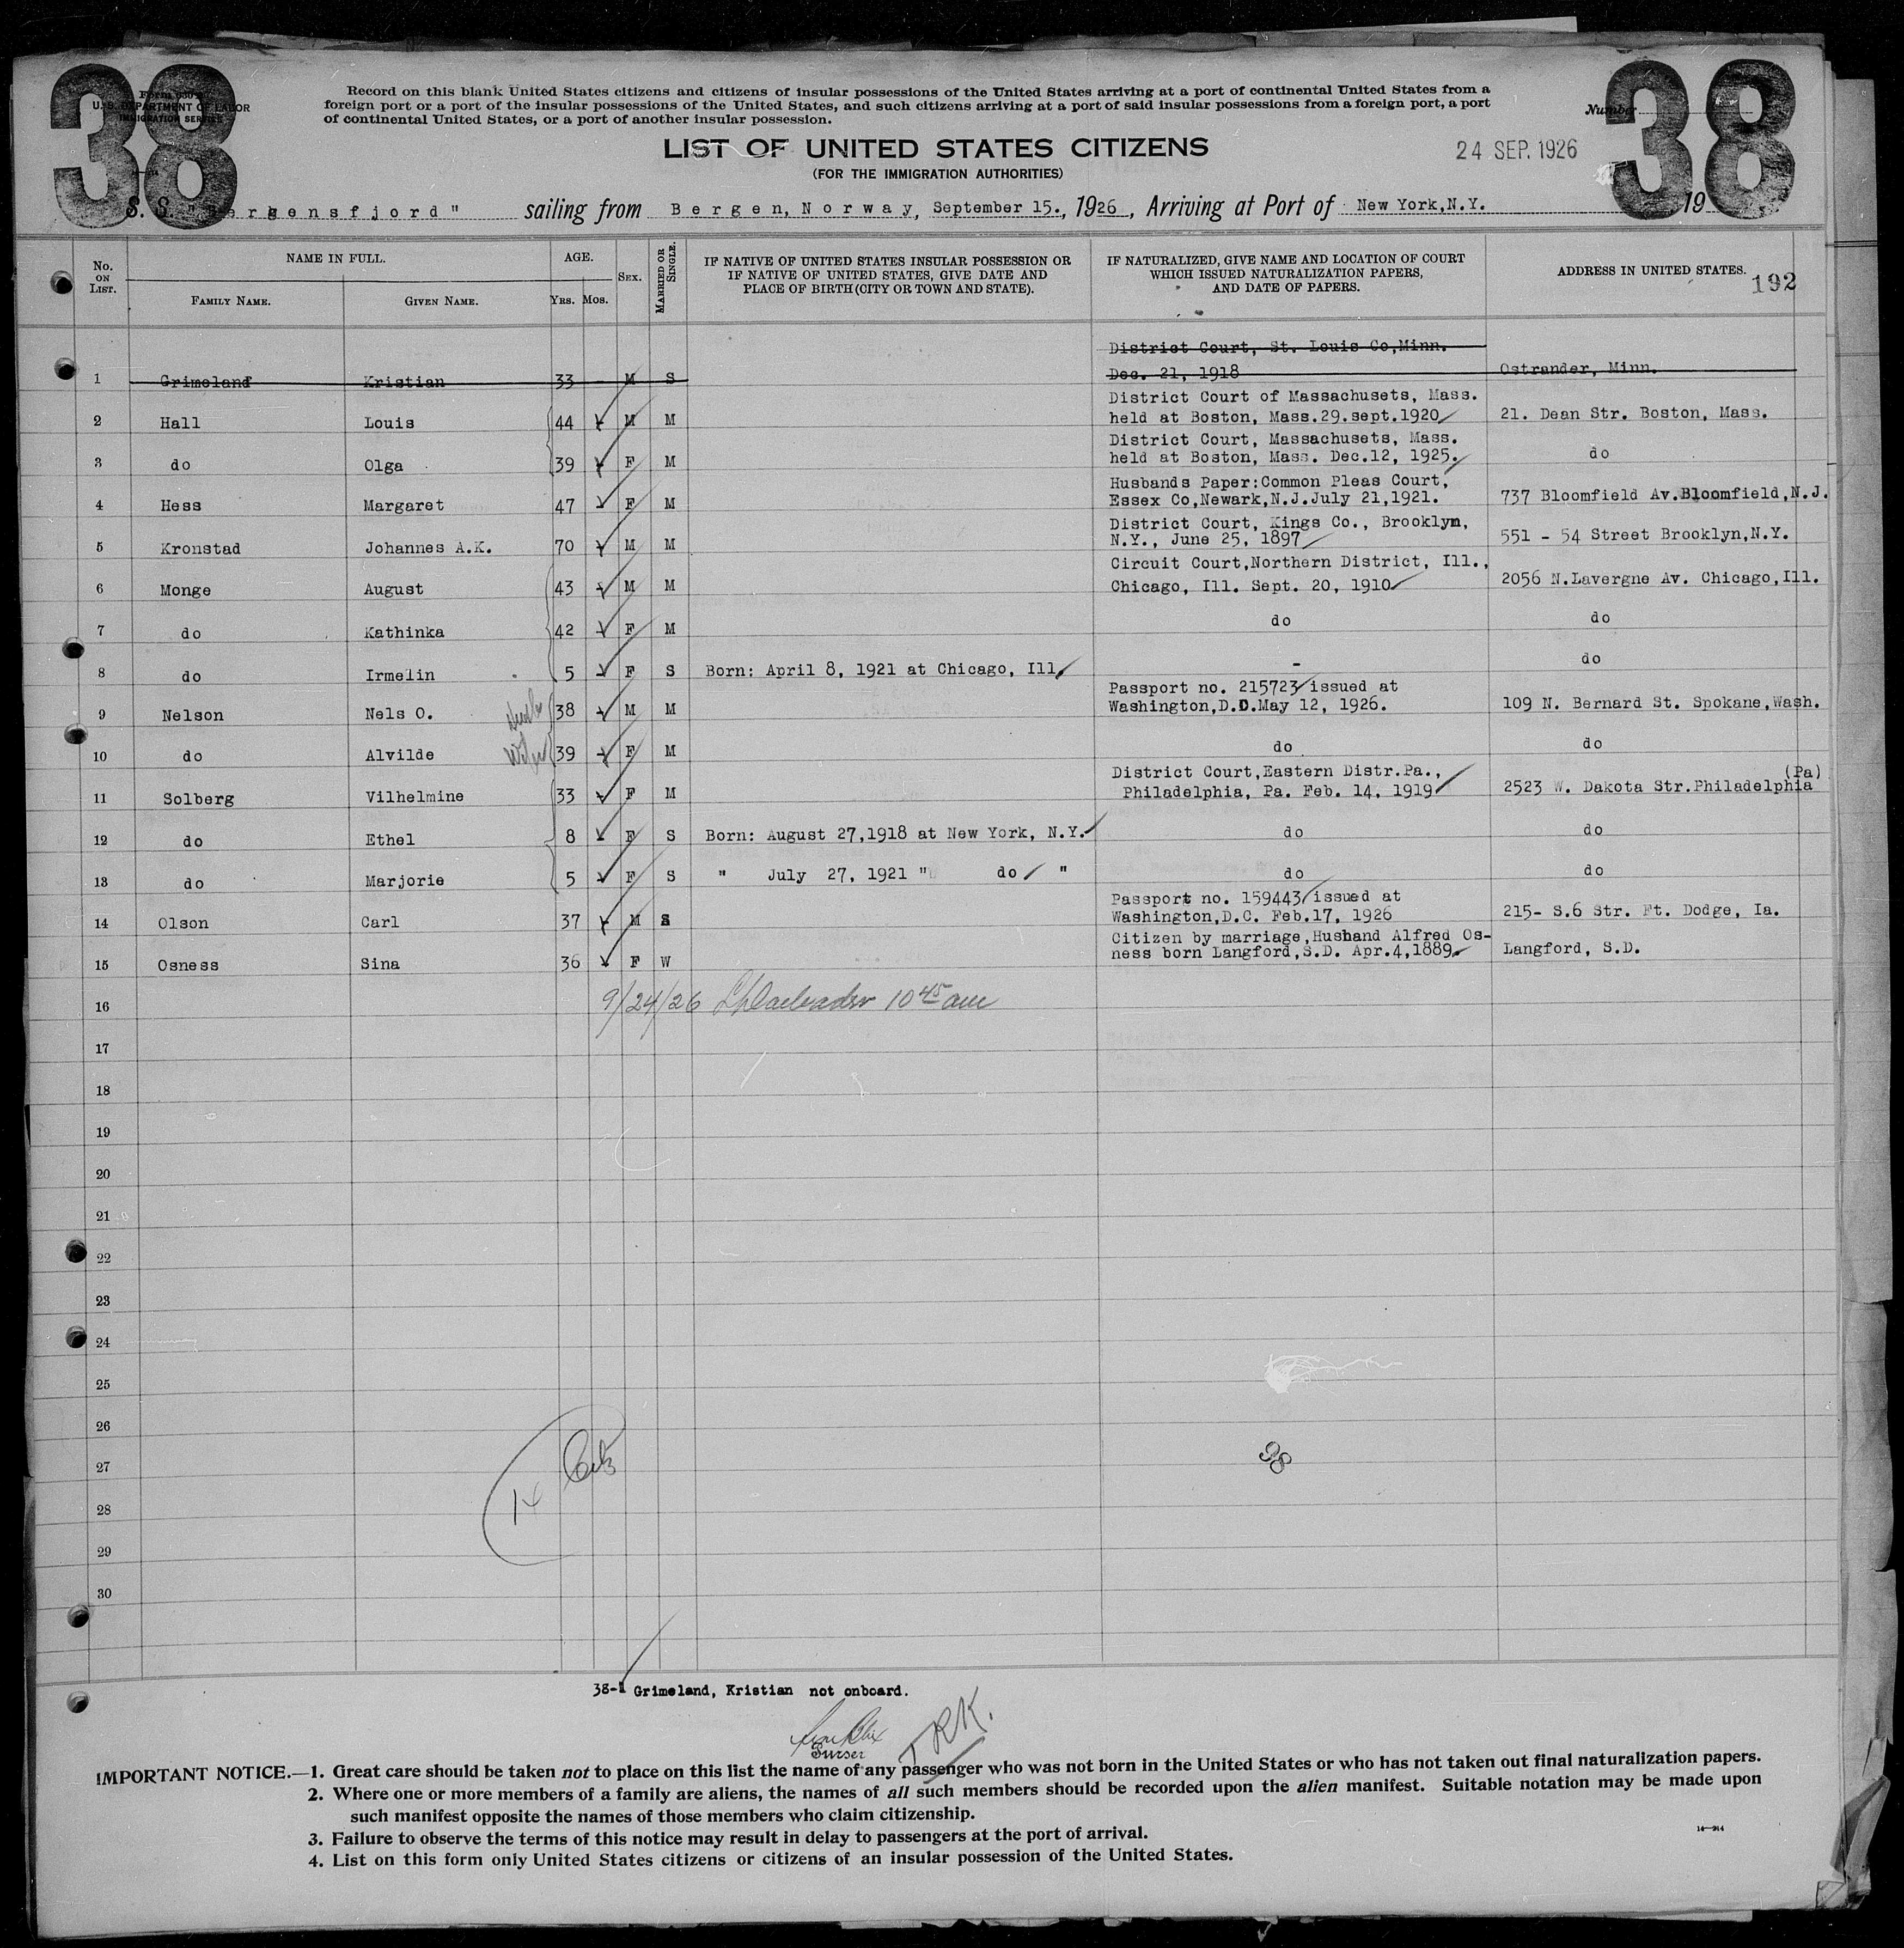 38
38
Form 630
U. S. DEPARTMENT OF LABOR
IMMIGRATION SERVICE
Record on this blank United States citizens and citizens of insular possessions of the United States arriving at a port of continental United States from a
foreign port or a port of the insular possessions of the United States, and such citizens arriving at a port of said insular possessions from a foreign port, a port
of continental United States, or a port of another insular possession.
Number
LIST OF UNITED STATES CITIZENS
(FOR THE IMMIGRATION AUTHORITIES)
24 SEP. 1926
S. S. "Bergensfjord" sailing from Bergen, Norway, September 15., 1926, Arriving at Port of New York,N.Y. 19
No. ON LIST. NAME IN FULL. AGE. SEX. MARRIED OR SINGLE. IF NATIVE OF UNITED STATES INSULAR POSSESSION OR IF NATIVE OF UNITED STATES, GIVE DATE AND PLACE OF BIRTH (CITY OR TOWN AND STATE). IF NATURALIZED, GIVE NAME AND LOCATION OF COURT WHICH ISSUED NATURALIZATION PAPERS, AND DATE OF PAPERS. ADDRESS IN UNITED STATES. 192
FAMILY NAME. GIVEN NAME. YRS. MOS.
District Court, St. Louis Co,Minn.
1 Grimeland Kristian 33 - M S Dec. 21, 1918 Ostrander, Minn.
District Court of Massachusets, Mass.
2 Hall Louis 44 M M held at Boston, Mass.29.sept.1920 21. Dean Str. Boston, Mass.
District Court, Massachusets, Mass.
3 do Olga 39 F M held at Boston, Mass. Dec.12, 1925. do
Husbands Paper:Common Pleas Court,
4 Hess Margaret 47 F M Essex Co,Newark,N.J.July 21,1921. 737 Bloomfield Av.Bloomfield,N.J.
District Court, Kings Co., Brooklyn,
5 Kronstad Johannes A.K. 70 M M N.Y., June 25, 1897 551 - 54 Street Brooklyn,N.Y.
Circuit Court,Northern District, Ill.,
6 Monge August 43 M M Chicago, Ill. Sept. 20, 1910 2056 N.Lavergne Av. Chicago,Ill.
7 do Kathinka 42 F M do do
8 do Irmelin 5 F S Born: April 8, 1921 at Chicago, Ill. - do
Passport no. 215723 issued at
9 Nelson Nels O. 38 M M Washington,D.D.May 12, 1926. 109 N. Bernard St. Spokane,Wash.
10 do Alvilde Wife 39 F M do do
District Court,Eastern Distr.Pa., (Pa)
11 Solberg Vilhelmine 33 F M Philadelphia, Pa. Feb. 14, 1919 2523 W. Dakota Str.Philadelphia
12 do Ethel 8 F S Born: August 27,1918 at New York, N.Y. do do
13 do Marjorie 5 F S " July 27, 1921 " do " do do
Passport no. 159443 issued at
14 Olson Carl 37 M S Washington,D.C. Feb.17, 1926 215- S.6 Str. Ft. Dodge, Ia.
Citizen by marriage,Husband Alfred Os-
15 Osness Sina 36 F W ness born Langford,S.D. Apr.4,1889 Langford, S.D.
16 9/24/26 10 45 am
17
18
19
20
21
22
23
24
25
26
27 Cits 38
28 14
29
30
38-1 Grimeland, Kristian not onboard.
JRK.
Purser
IMPORTANT NOTICE.—1. Great care should be taken not to place on this list the name of any passenger who was not born in the United States or who has not taken out final naturalization papers.
2. Where one or more members of a family are aliens, the names of all such members should be recorded upon the alien manifest. Suitable notation may be made upon
such manifest opposite the names of those members who claim citizenship.
3. Failure to observe the terms of this notice may result in delay to passengers at the port of arrival.
4. List on this form only United States citizens or citizens of an insular possession of the United States.
14—914